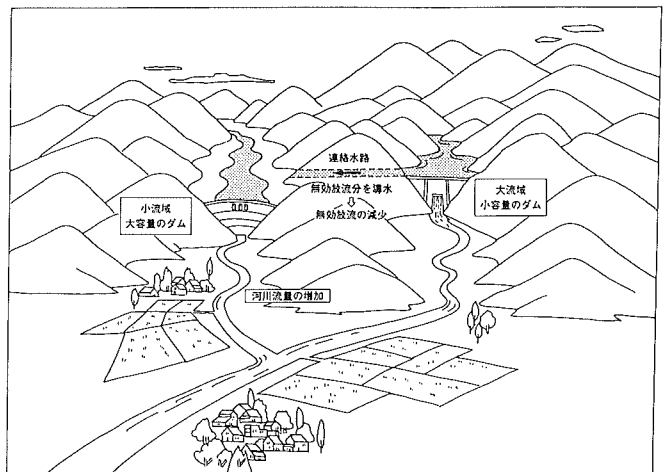 連絡水路
無効放流分を導水
⇩
無効放流の減少
小流域
大容量のダム
大流域
小容量のダム
河川流量の増加